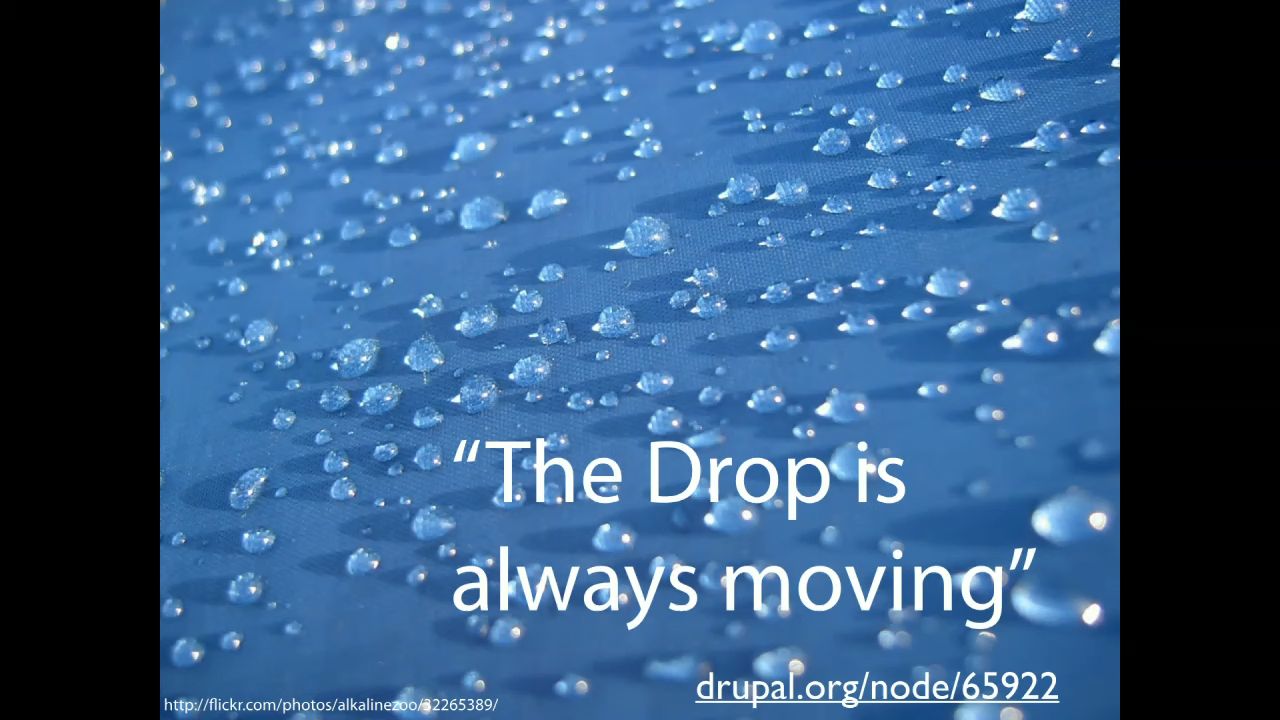 “The Drop is
always moving”
drupal.org/node/65922
http://flickr.com/photos/alkalinezoo/32265389/